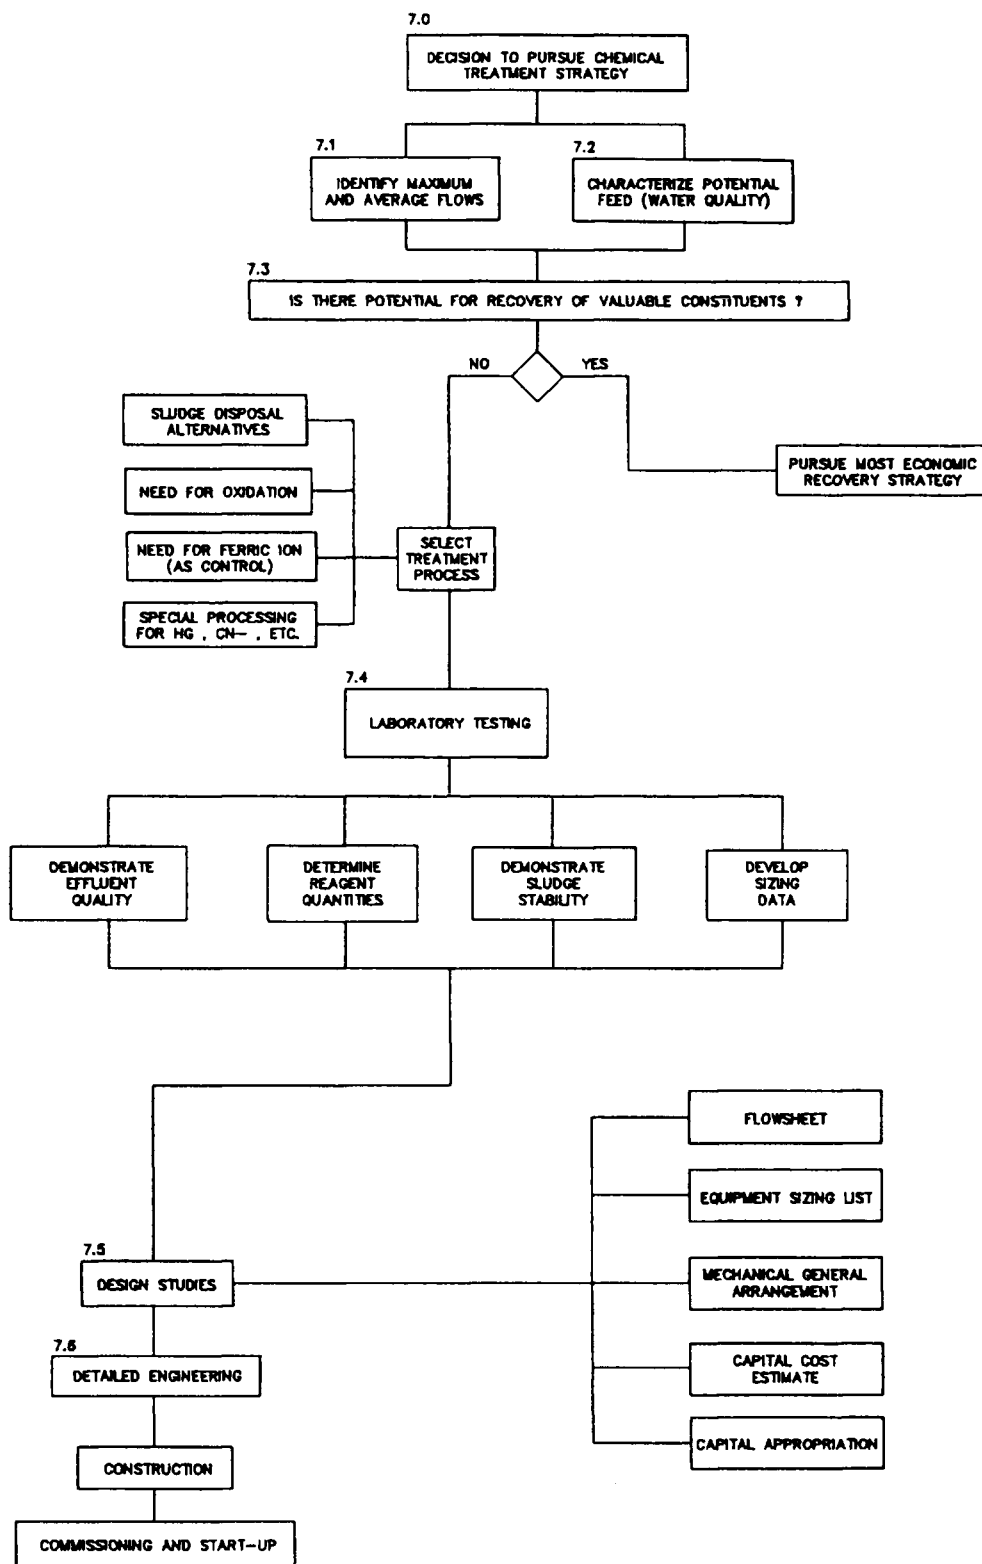 7.0
DECISION TO PURSUE CHEMICAL
TREATMENT STRATEGY
7.1
IDENTIFY MAXIMUM
AND AVERAGE FLOWS
7.2
CHARACTERIZE POTENTIAL
FEED (WATER QUALITY)
7.3
IS THERE POTENTIAL FOR RECOVERY OF VALUABLE CONSTITUENTS ?
NO
YES
SLUDGE DISPOSAL
ALTERNATIVES
NEED FOR OXIDATION
NEED FOR FERRIC ION
(AS CONTROL)
SPECIAL PROCESSING
FOR HG , CN- , ETC.
SELECT
TREATMENT
PROCESS
PURSUE MOST ECONOMIC
RECOVERY STRATEGY
7.4
LABORATORY TESTING
DEMONSTRATE
EFFLUENT
QUALITY
DETERMINE
REAGENT
QUANTITIES
DEMONSTRATE
SLUDGE
STABILITY
DEVELOP
SIZING
DATA
7.5
DESIGN STUDIES
FLOWSHEET
EQUIPMENT SIZING LIST
MECHANICAL GENERAL
ARRANGEMENT
CAPITAL COST
ESTIMATE
CAPITAL APPROPRIATION
7.6
DETAILED ENGINEERING
CONSTRUCTION
COMMISSIONING AND START-UP